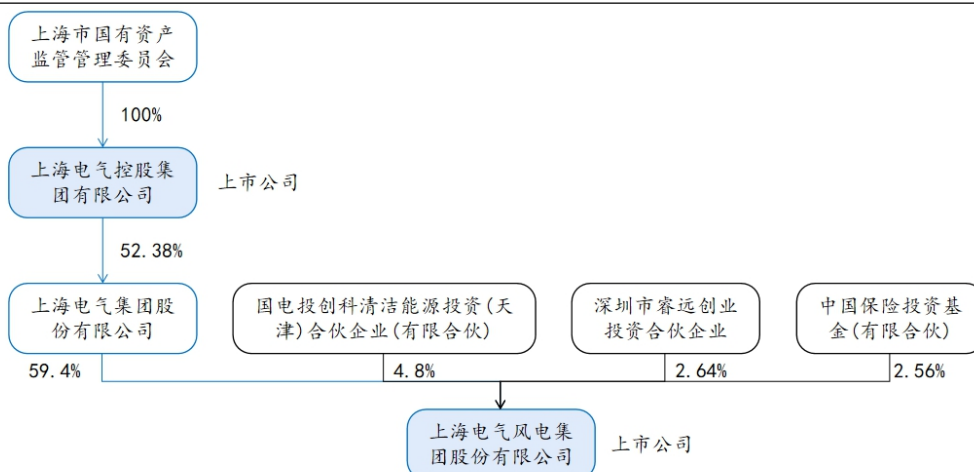 上海市国有资产
监管管理委员会
100%
上海电气控股集
团有限公司
上市公司
52.38%
上海电气集团股
份有限公司
国电投创科清洁能源投资(天
津)合伙企业(有限合伙)
深圳市睿远创业
投资合伙企业
中国保险投资基
金(有限合伙)
59.4%
4.8%
2.64%
2.56%
上海电气风电集
团股份有限公司
上市公司